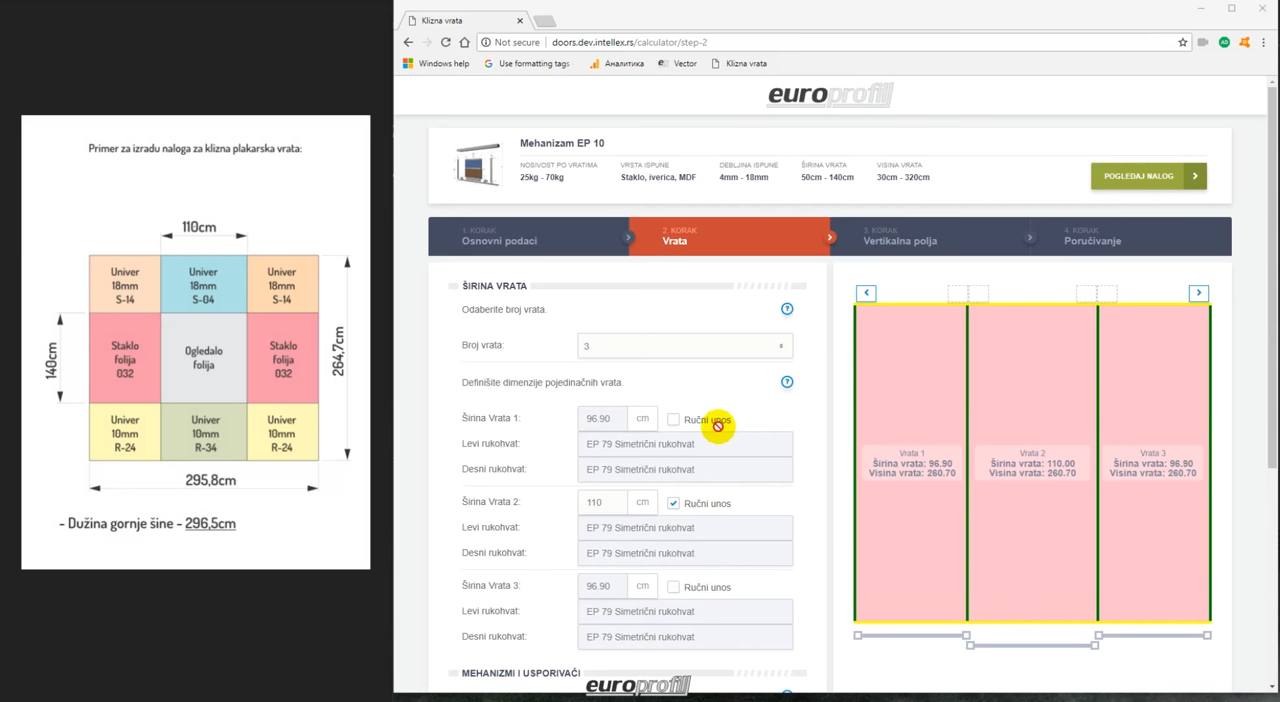 Primer za izradu naloga za klizna plakarska vrata:
110cm
Univer
18mm
S-14
Univer
18mm
S-04
Univer
18mm
S-14
140cm
Staklo
folija
032
Ogledalo
folija
Staklo
folija
032
264,7cm
Univer
10mm
R-24
Univer
10mm
R-34
Univer
10mm
R-24
295,8cm
- Dužina gornje šine - 296,5cm
Klizna vrata
Not secure | doors.dev.intellex.rs/calculator/step-2
Windows help
Use formatting tags
Аналитика
Vector
Klizna vrata
europrofill
Mehanizam EP 10
NOSIVOST PO VRATIMA
25kg - 70kg
VRSTA ISPUNE
Staklo, iverica, MDF
DEBLJINA ISPUNE
4mm - 18mm
ŠIRINA VRATA
50cm - 140cm
VISINA VRATA
30cm - 320cm
POGLEDAJ NALOG
1. KORAK
Osnovni podaci
2. KORAK
Vrata
3. KORAK
Vertikalna polja
4. KORAK
Poručivanje
ŠIRINA VRATA
Odaberite broj vrata.
Broj vrata: 3
Definišite dimenzije pojedinačnih vrata.
Širina Vrata 1: 96.90 cm Ručni unos
Levi rukohvat: EP 79 Simetrični rukohvat
Desni rukohvat: EP 79 Simetrični rukohvat
Širina Vrata 2: 110 cm Ručni unos
Levi rukohvat: EP 79 Simetrični rukohvat
Desni rukohvat: EP 79 Simetrični rukohvat
Širina Vrata 3: 96.90 cm Ručni unos
Levi rukohvat: EP 79 Simetrični rukohvat
Desni rukohvat: EP 79 Simetrični rukohvat
MEHANIZMI I USPORIVAČI
Vrata 1
Širina vrata: 96.90
Visina vrata: 260.70
Vrata 2
Širina vrata: 110.00
Visina vrata: 260.70
Vrata 3
Širina vrata: 96.90
Visina vrata: 260.70
europrofill